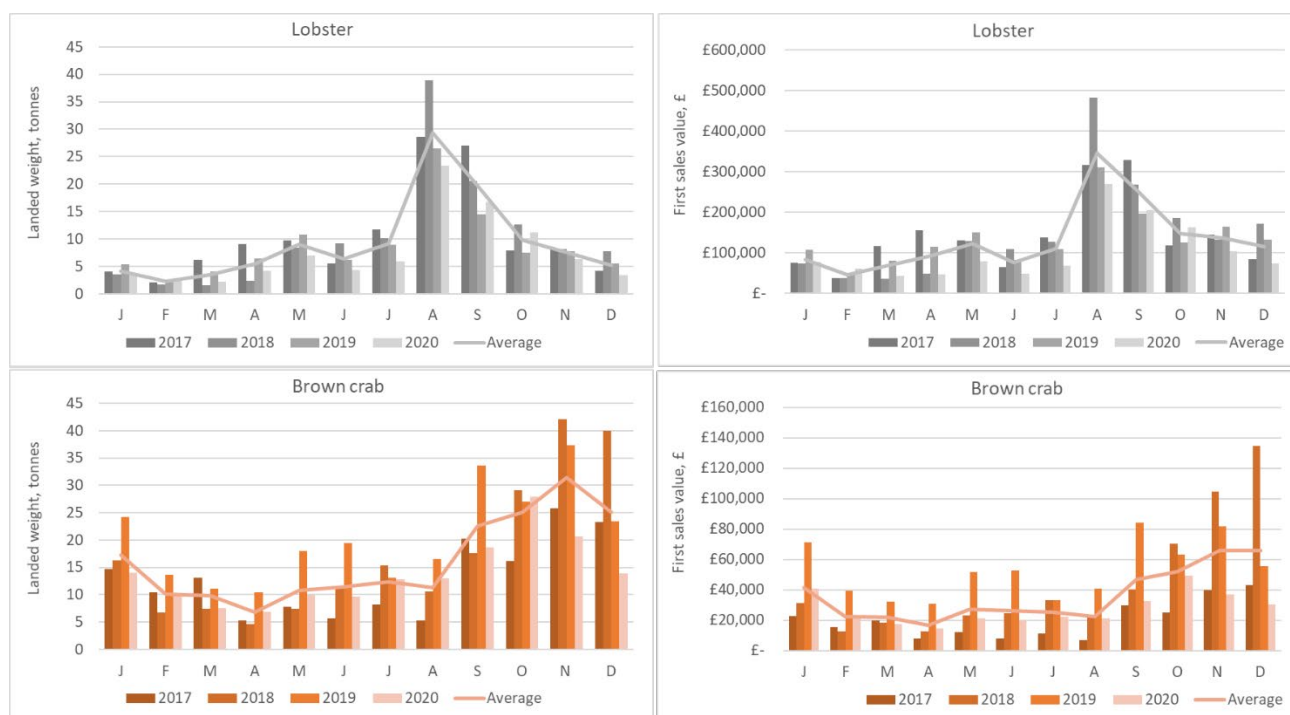 Lobster
Landed weight, tonnes
45
40
35
30
25
20
15
10
5
0
J F M A M J J A S O N D
2017 2018 2019 2020 Average
Lobster
First sales value, £
£600,000
£500,000
£400,000
£300,000
£200,000
£100,000
£-
J F M A M J J A S O N D
2017 2018 2019 2020 Average
Brown crab
Landed weight, tonnes
45
40
35
30
25
20
15
10
5
0
J F M A M J J A S O N D
2017 2018 2019 2020 Average
Brown crab
First sales value, £
£160,000
£140,000
£120,000
£100,000
£80,000
£60,000
£40,000
£20,000
£-
J F M A M J J A S O N D
2017 2018 2019 2020 Average